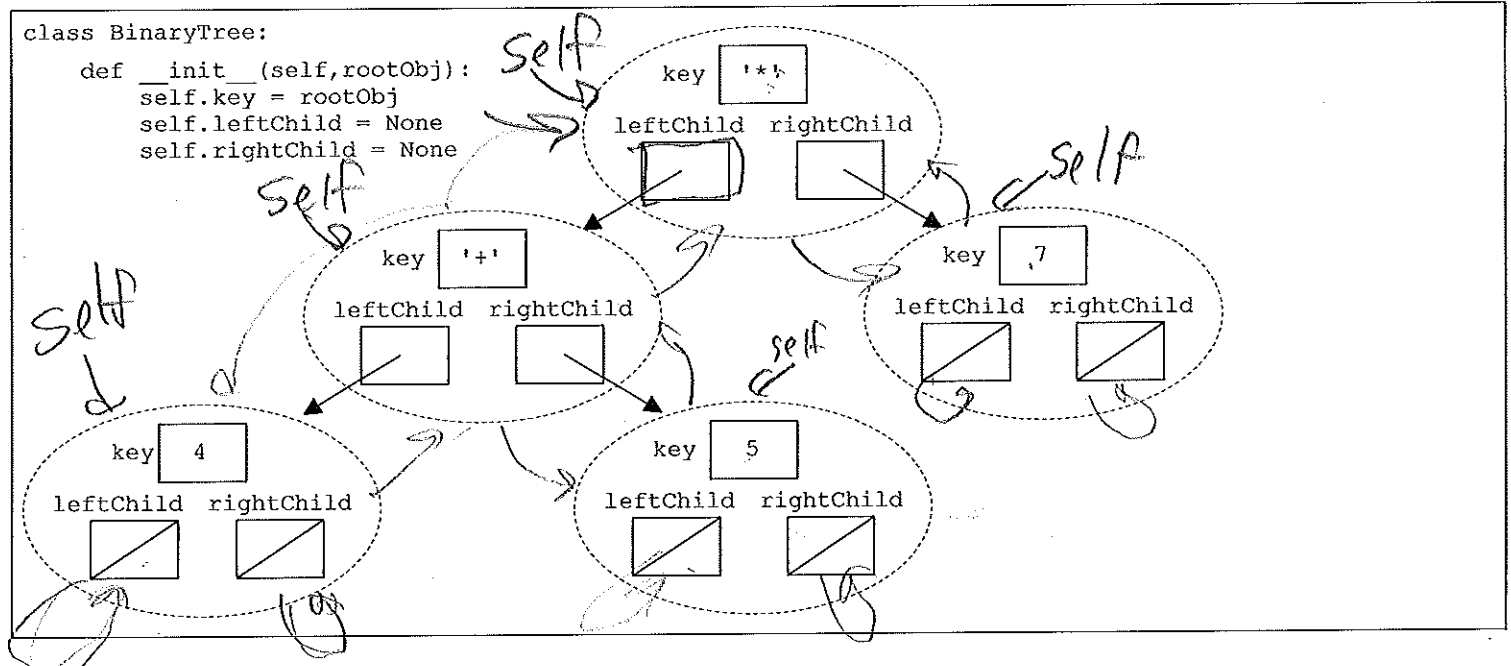 class BinaryTree:
def __init__(self,rootObj):
self.key = rootObj
self.leftChild = None
self.rightChild = None
self
key '*'
leftChild rightChild
self
self
key '+'
leftChild rightChild
key 7
leftChild rightChild
self
self
key 4
leftChild rightChild
key 5
leftChild rightChild